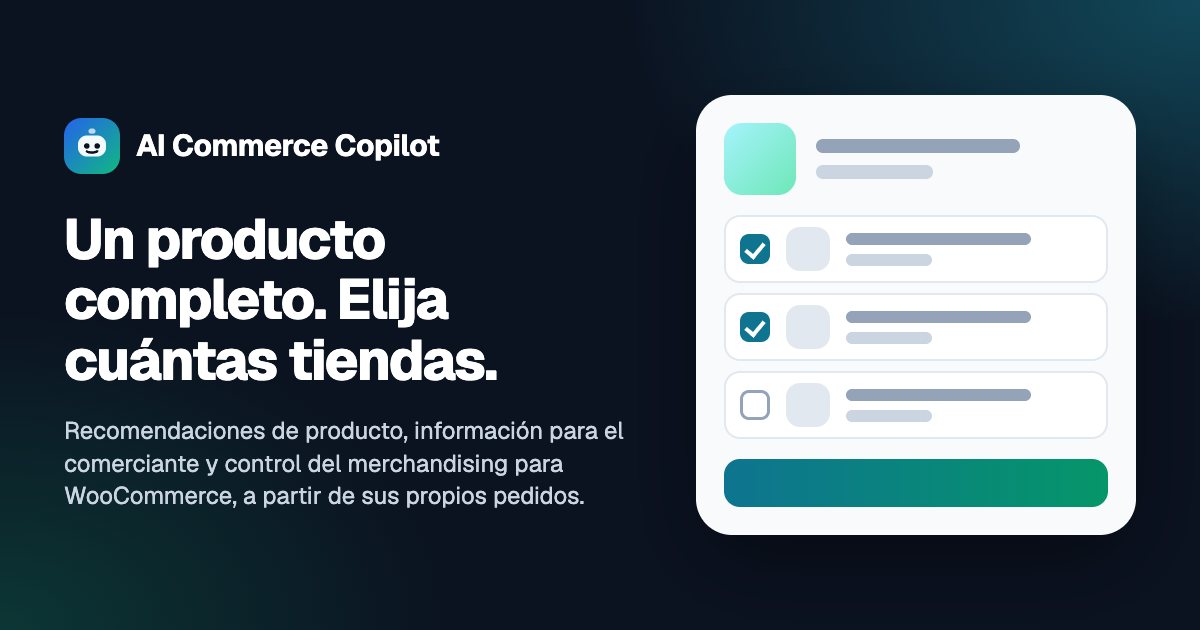 AI Commerce Copilot
Un producto
completo. Elija
cuántas tiendas.
Recomendaciones de producto, información para el
comerciante y control del merchandising para
WooCommerce, a partir de sus propios pedidos.